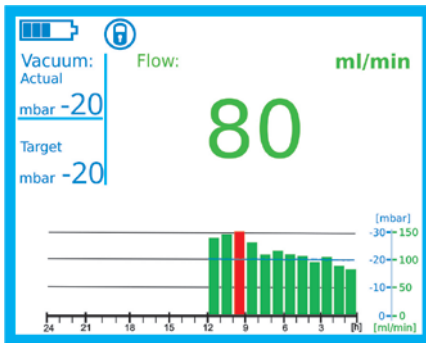 Vacuum: Flow: ml/min
Actual
mbar -20
80
Target
mbar -20
[mbar]
-30 150
-20 100
-10 50
0 0
24 21 18 15 12 9 6 3 [h] [ml/min]